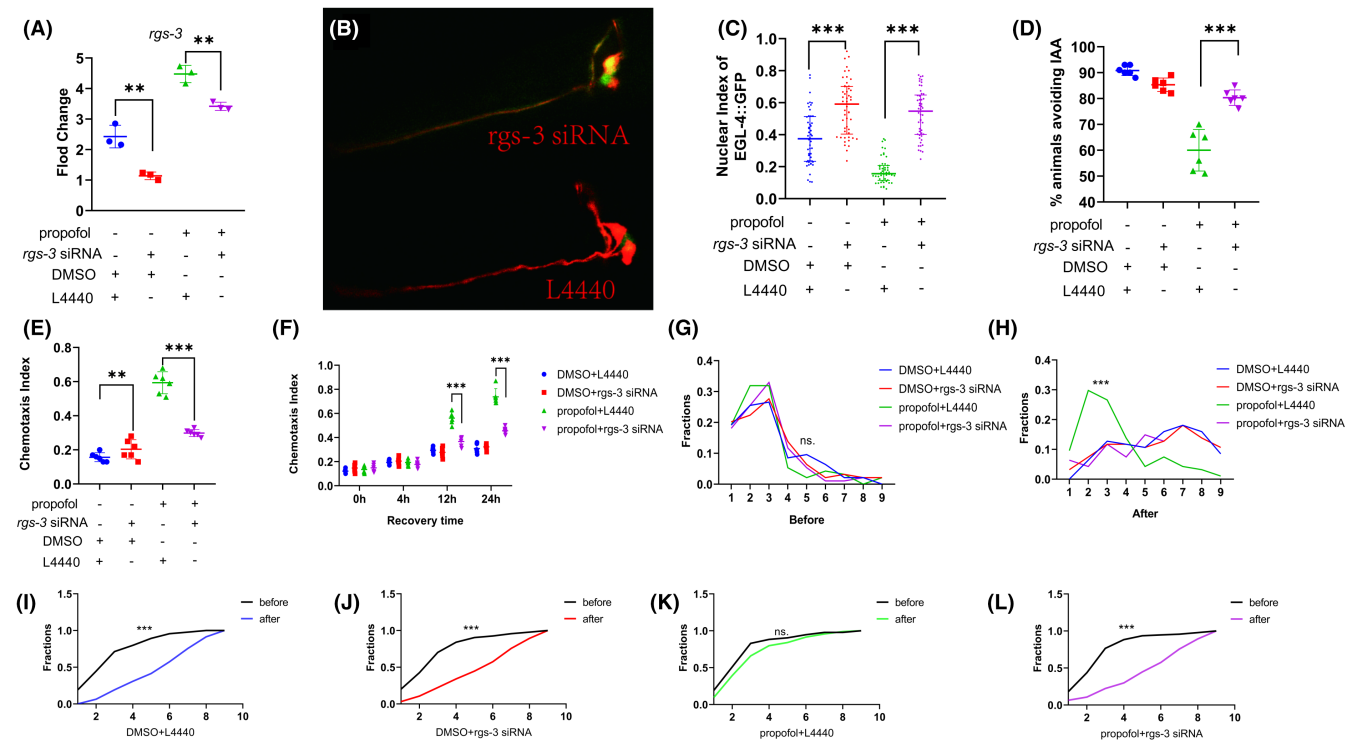 (A)
rgs-3
**
**
Flod Change
5
4
3
2
1
0
propofol - - + +
rgs-3 siRNA - + - +
DMSO + + - -
L4440 + - + -
(B)
rgs-3 siRNA
L4440
(C)
*** ***
Nuclear Index of
EGL-4::GFP
1.0
0.8
0.6
0.4
0.2
0.0
propofol - - + +
rgs-3 siRNA - + - +
DMSO + + - -
L4440 + - + -
(D)
***
% animals avoiding IAA
100
90
80
70
60
50
40
propofol - - + +
rgs-3 siRNA - + - +
DMSO + + - -
L4440 + - + -
(E)
** ***
Chemotaxis Index
0.8
0.6
0.4
0.2
0.0
propofol - - + +
rgs-3 siRNA - + - +
DMSO + + - -
L4440 + - + -
(F)
Chemotaxis Index
1.0
0.8
0.6
0.4
0.2
0.0
*** ***
0h 4h 12h 24h
Recovery time
DMSO+L4440
DMSO+rgs-3 siRNA
propofol+L4440
propofol+rgs-3 siRNA
(G)
Fractions
0.4
0.3
0.2
0.1
0.0
ns.
1 2 3 4 5 6 7 8 9
Before
DMSO+L4440
DMSO+rgs-3 siRNA
propofol+L4440
propofol+rgs-3 siRNA
(H)
Fractions
0.4
0.3
0.2
0.1
0.0
***
1 2 3 4 5 6 7 8 9
After
DMSO+L4440
DMSO+rgs-3 siRNA
propofol+L4440
propofol+rgs-3 siRNA
(I)
Fractions
1.5
1.0
0.5
0.0
***
before
after
2 4 6 8 10
DMSO+L4440
(J)
Fractions
1.5
1.0
0.5
0.0
***
before
after
2 4 6 8 10
DMSO+rgs-3 siRNA
(K)
Fractions
1.5
1.0
0.5
0.0
ns.
before
after
2 4 6 8 10
propofol+L4440
(L)
Fractions
1.5
1.0
0.5
0.0
***
before
after
2 4 6 8 10
propofol+rgs-3 siRNA